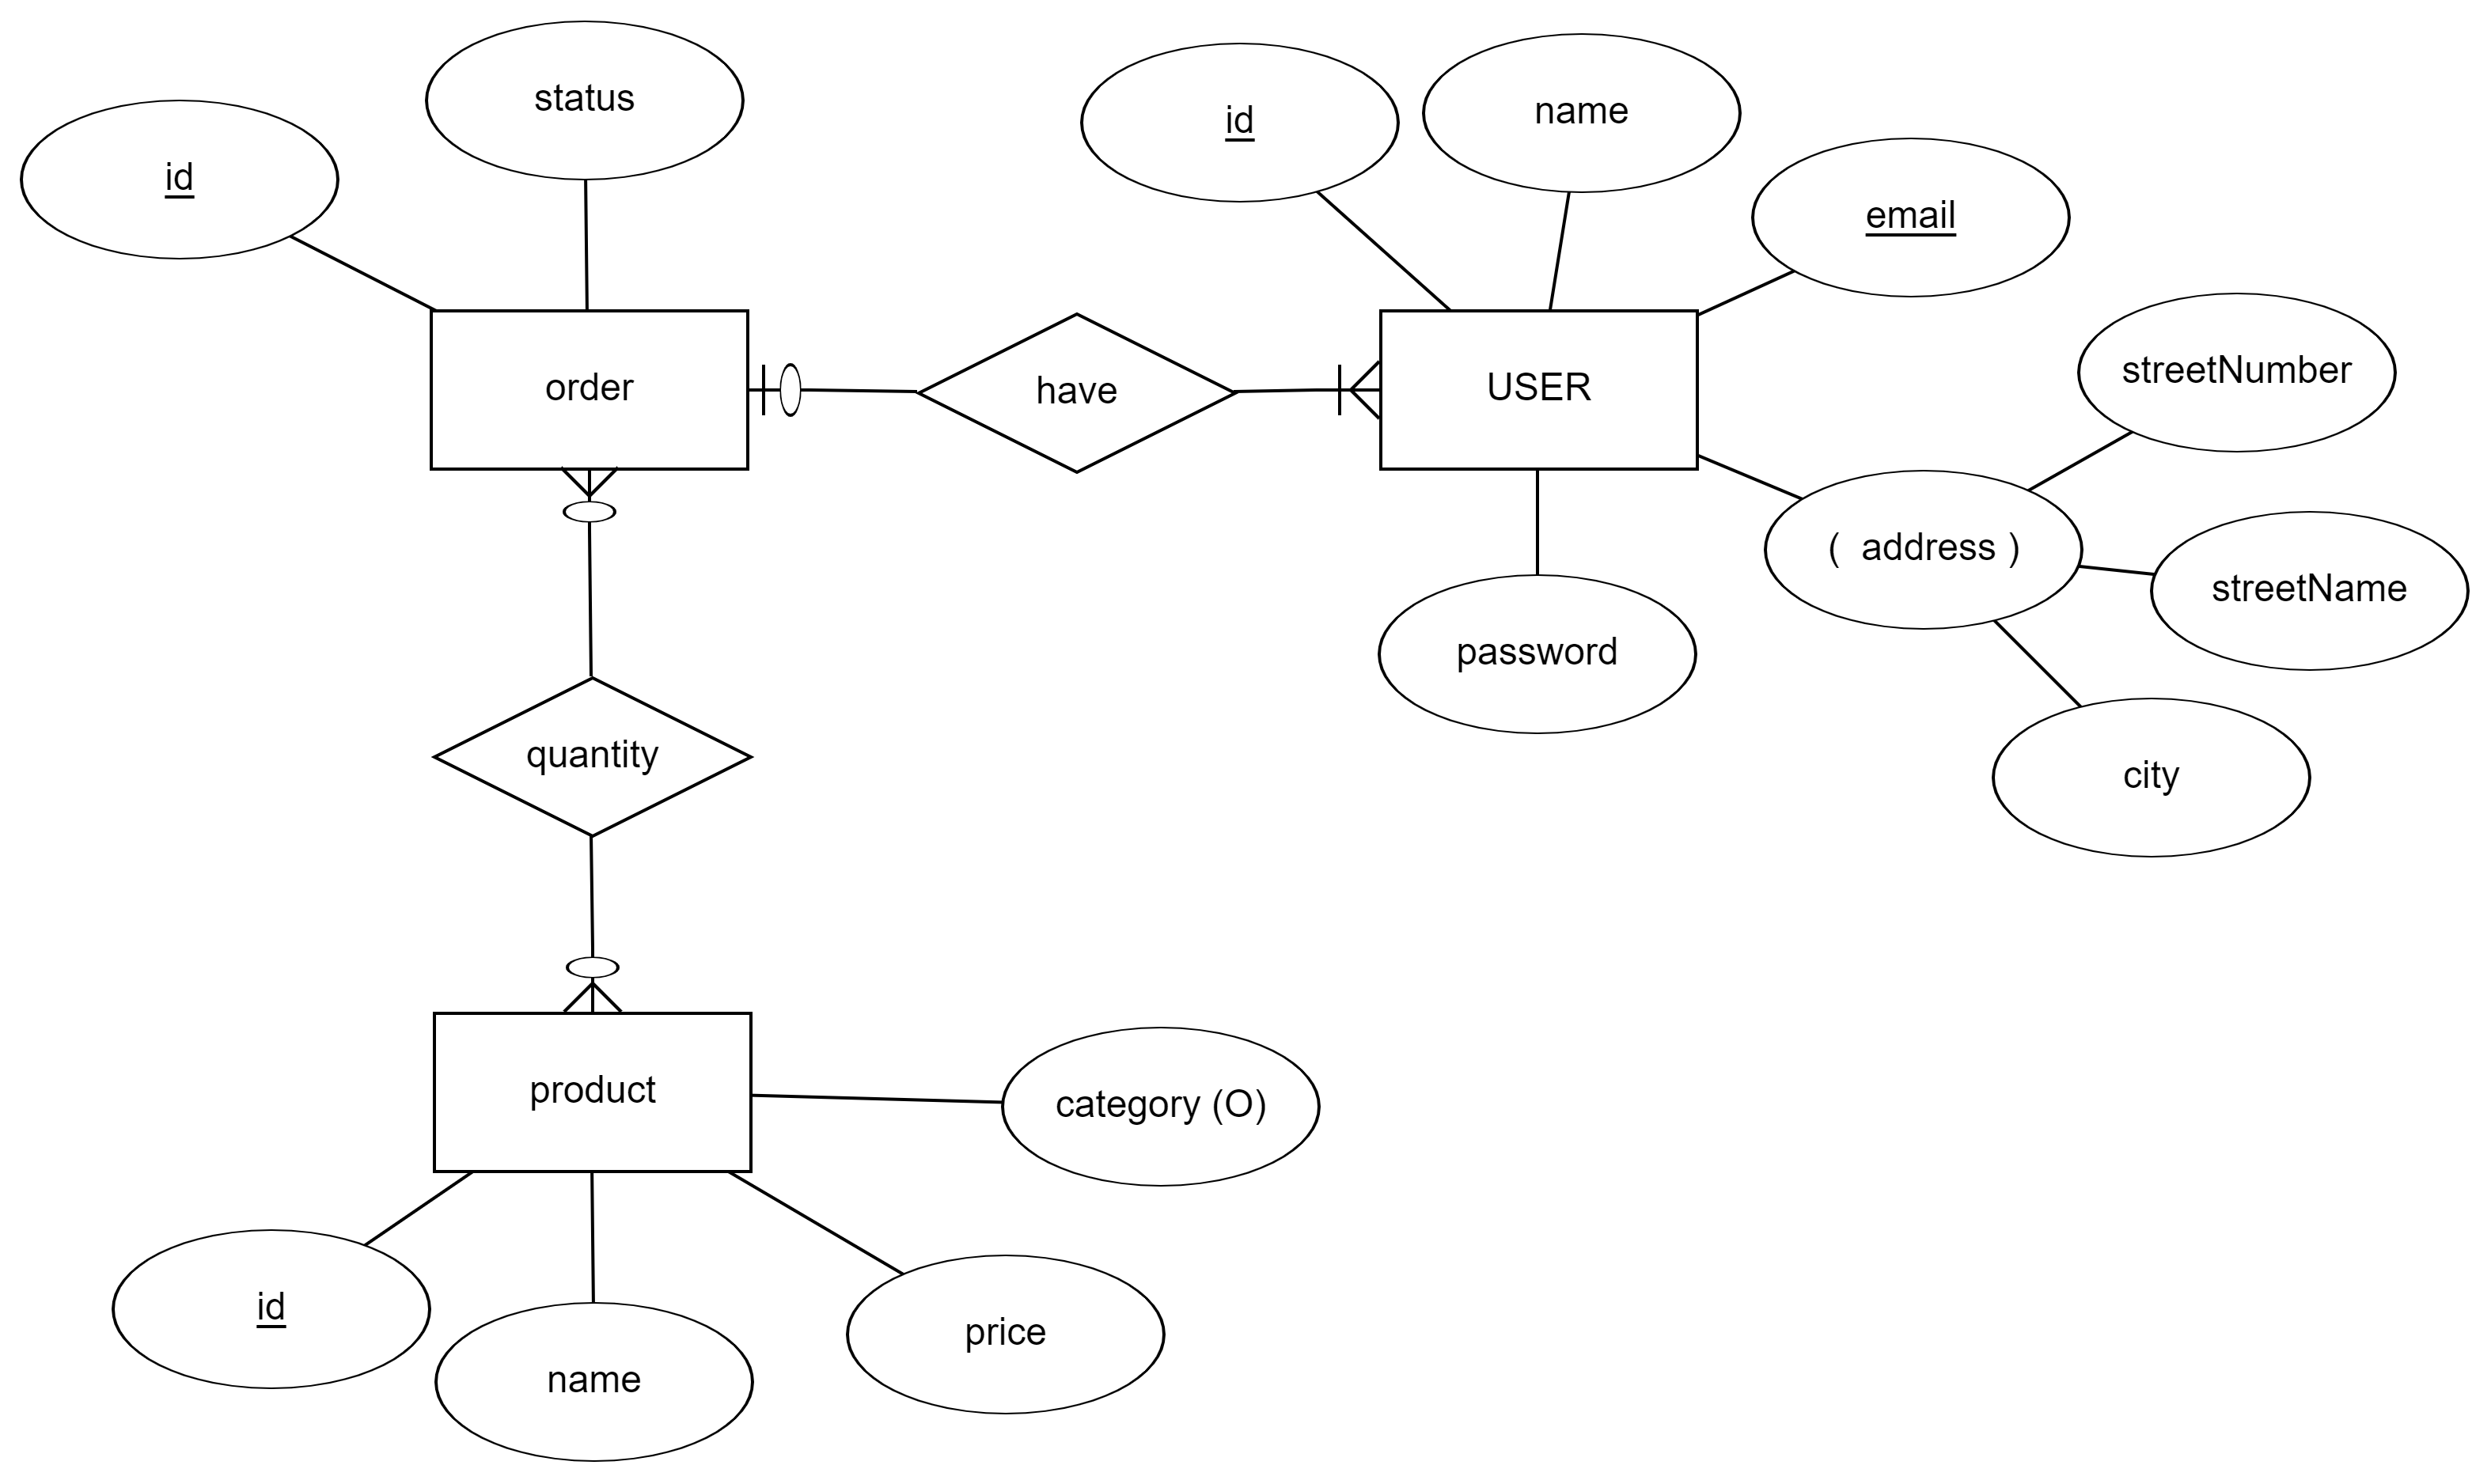 status
id
id
name
email
order
have
USER
streetNumber
( address )
streetName
password
quantity
city
product
category (O)
id
name
price